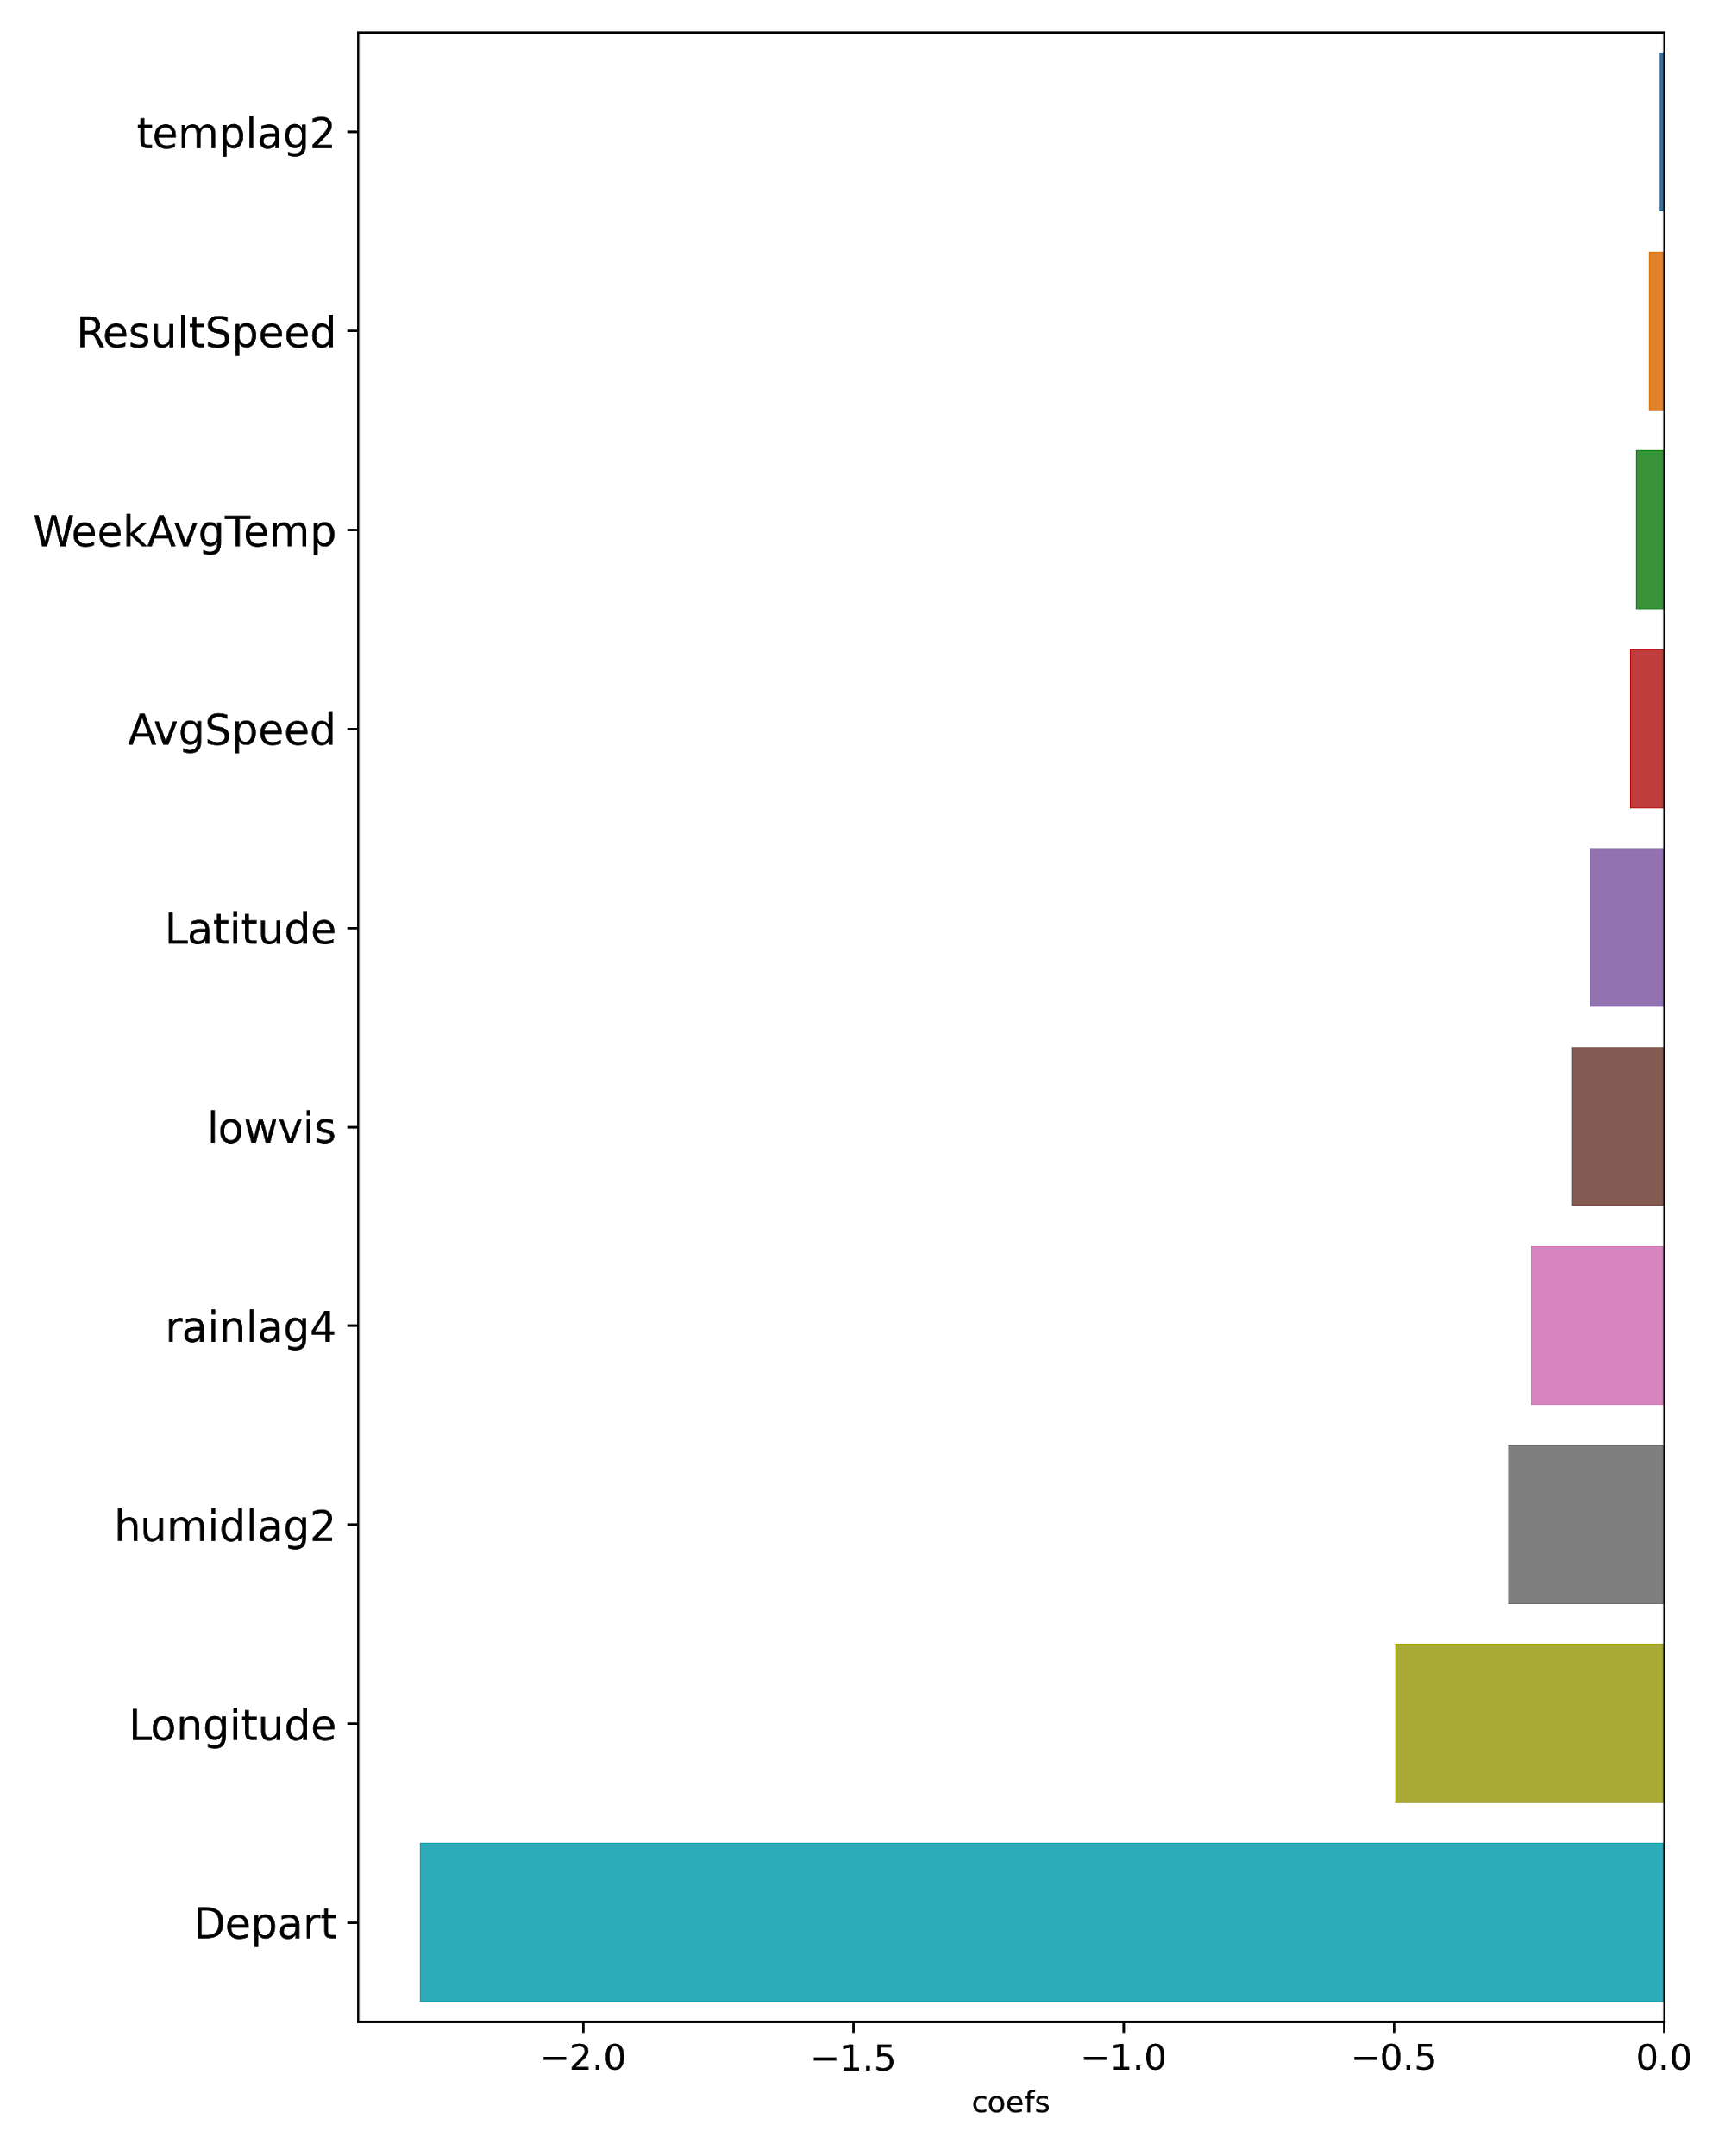 templag2
ResultSpeed
WeekAvgTemp
AvgSpeed
Latitude
lowvis
rainlag4
humidlag2
Longitude
Depart
−2.0 −1.5 −1.0 −0.5 0.0
coefs